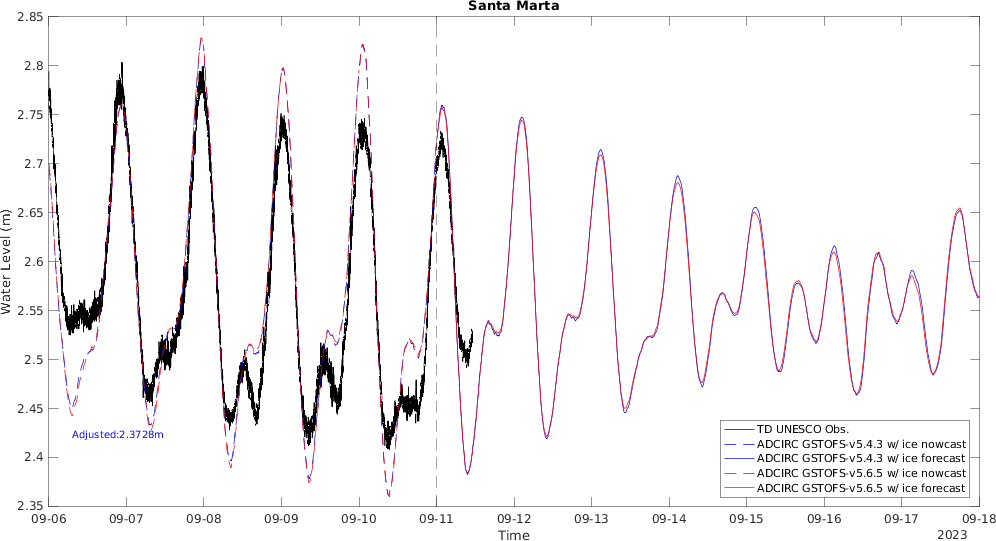 Santa Marta
2.85
2.8
2.75
2.7
2.65
2.6
2.55
2.5
2.45
2.4
2.35
Water Level (m)
Adjusted:2.3728m
TD UNESCO Obs.
ADCIRC GSTOFS-v5.4.3 w/ ice nowcast
ADCIRC GSTOFS-v5.4.3 w/ ice forecast
ADCIRC GSTOFS-v5.6.5 w/ ice nowcast
ADCIRC GSTOFS-v5.6.5 w/ ice forecast
09-06 09-07 09-08 09-09 09-10 09-11 09-12 09-13 09-14 09-15 09-16 09-17 09-18
Time
2023